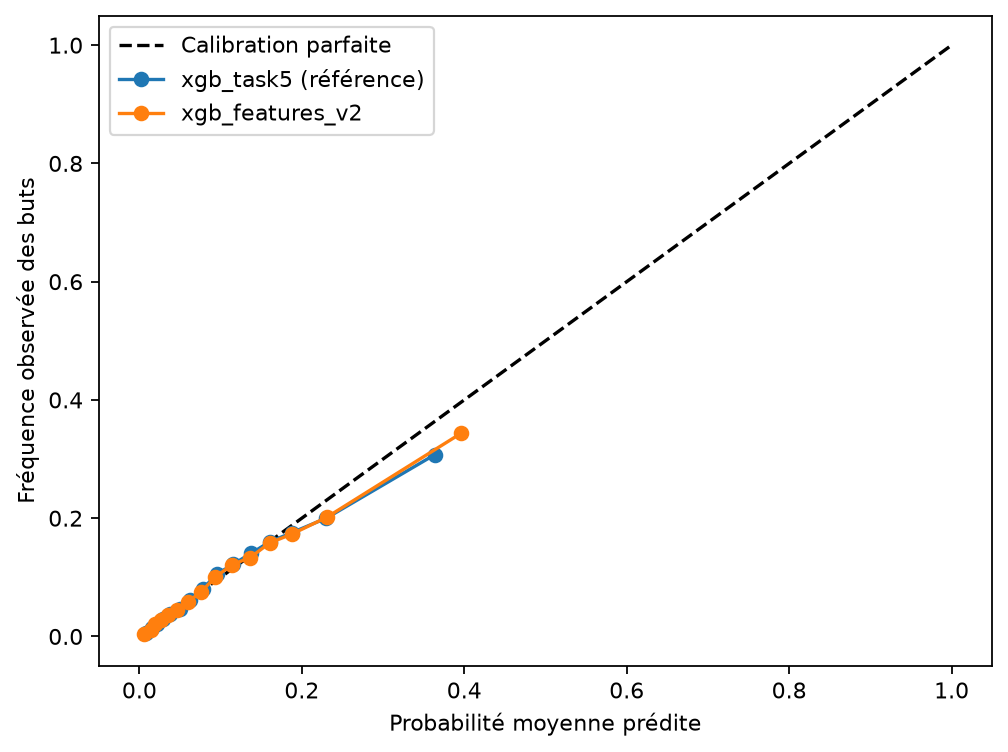 Calibration parfaite
xgb_task5 (référence)
xgb_features_v2
Fréquence observée des buts
1.0
0.8
0.6
0.4
0.2
0.0
0.0 0.2 0.4 0.6 0.8 1.0
Probabilité moyenne prédite